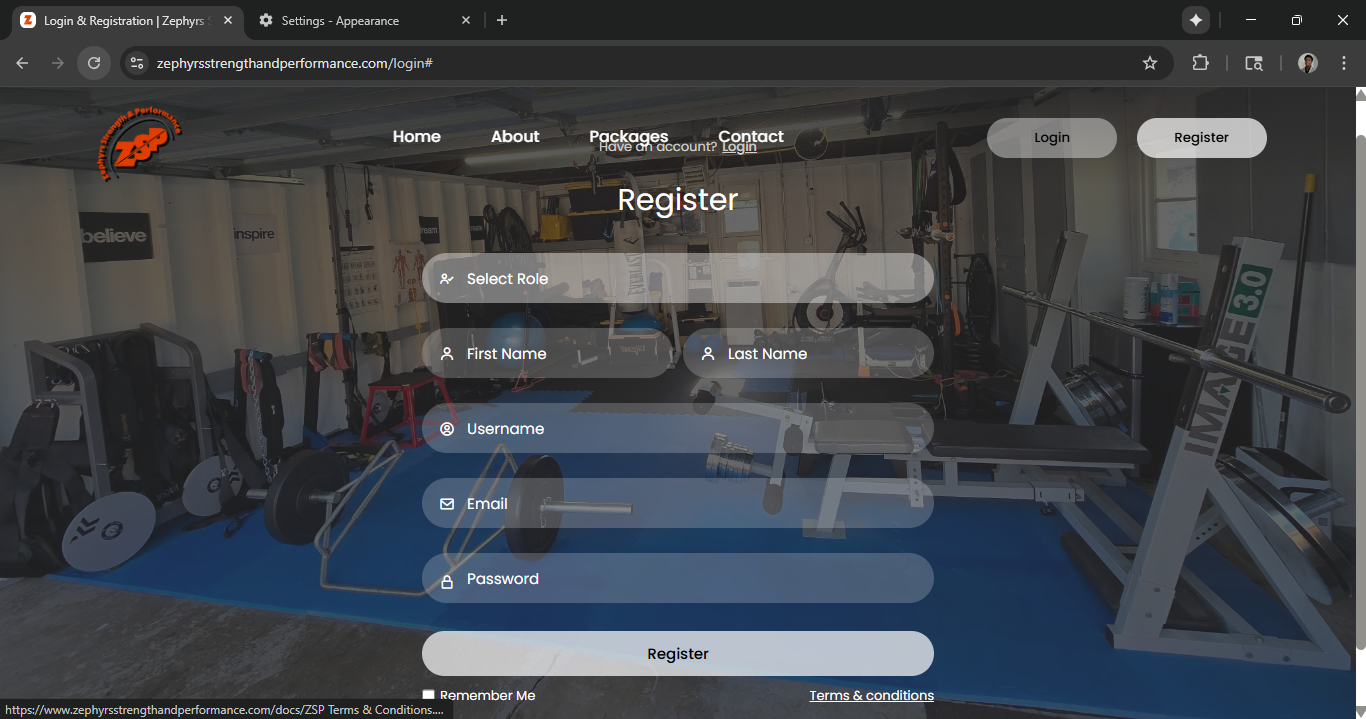 Login & Registration | Zephyrs S
Settings - Appearance
zephyrsstrengthandperformance.com/login#
Zephyrs Strength & Performance
ZSP
Home About Packages Contact
Login Register
Have an account? Login
Register
believe
inspire
dream
EVERLAST
Select Role
First Name Last Name
Username
Email
Password
IMAGE 3.0
Register
Remember Me Terms & conditions
https://www.zephyrsstrengthandperformance.com/docs/ZSP Terms & Conditions....